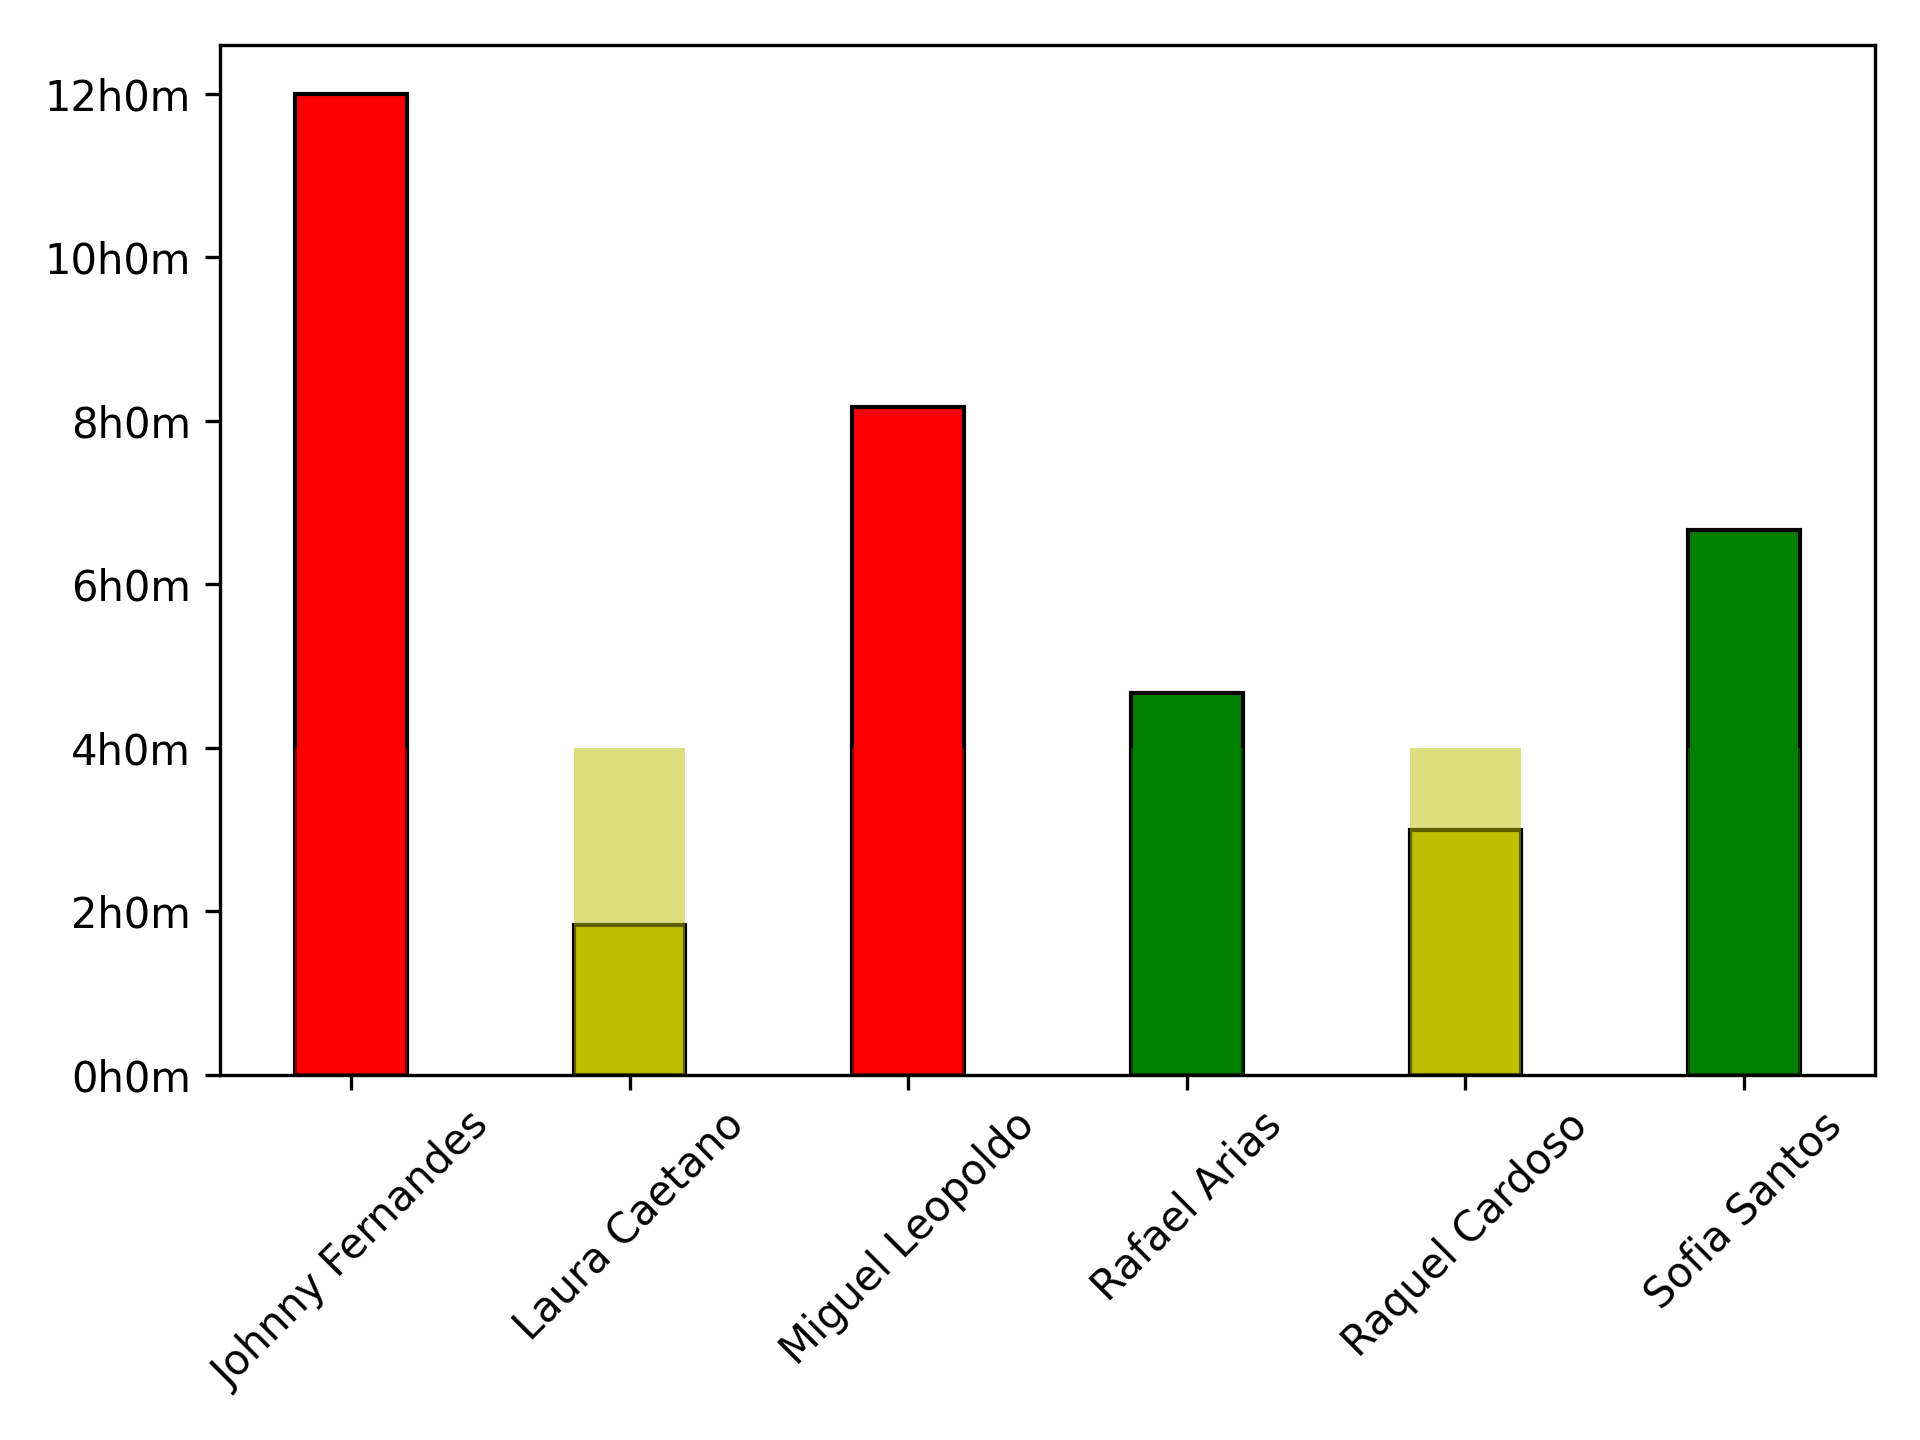 12h0m
10h0m
8h0m
6h0m
4h0m
2h0m
0h0m
Johnny Fernandes
Laura Caetano
Miguel Leopoldo
Rafael Arias
Raquel Cardoso
Sofia Santos